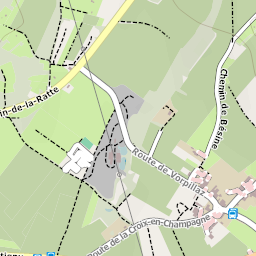 in-de-la-Ratte
Chemin de Bésine
Route de Vorpillaz
Route de la Croix-en-Champagne